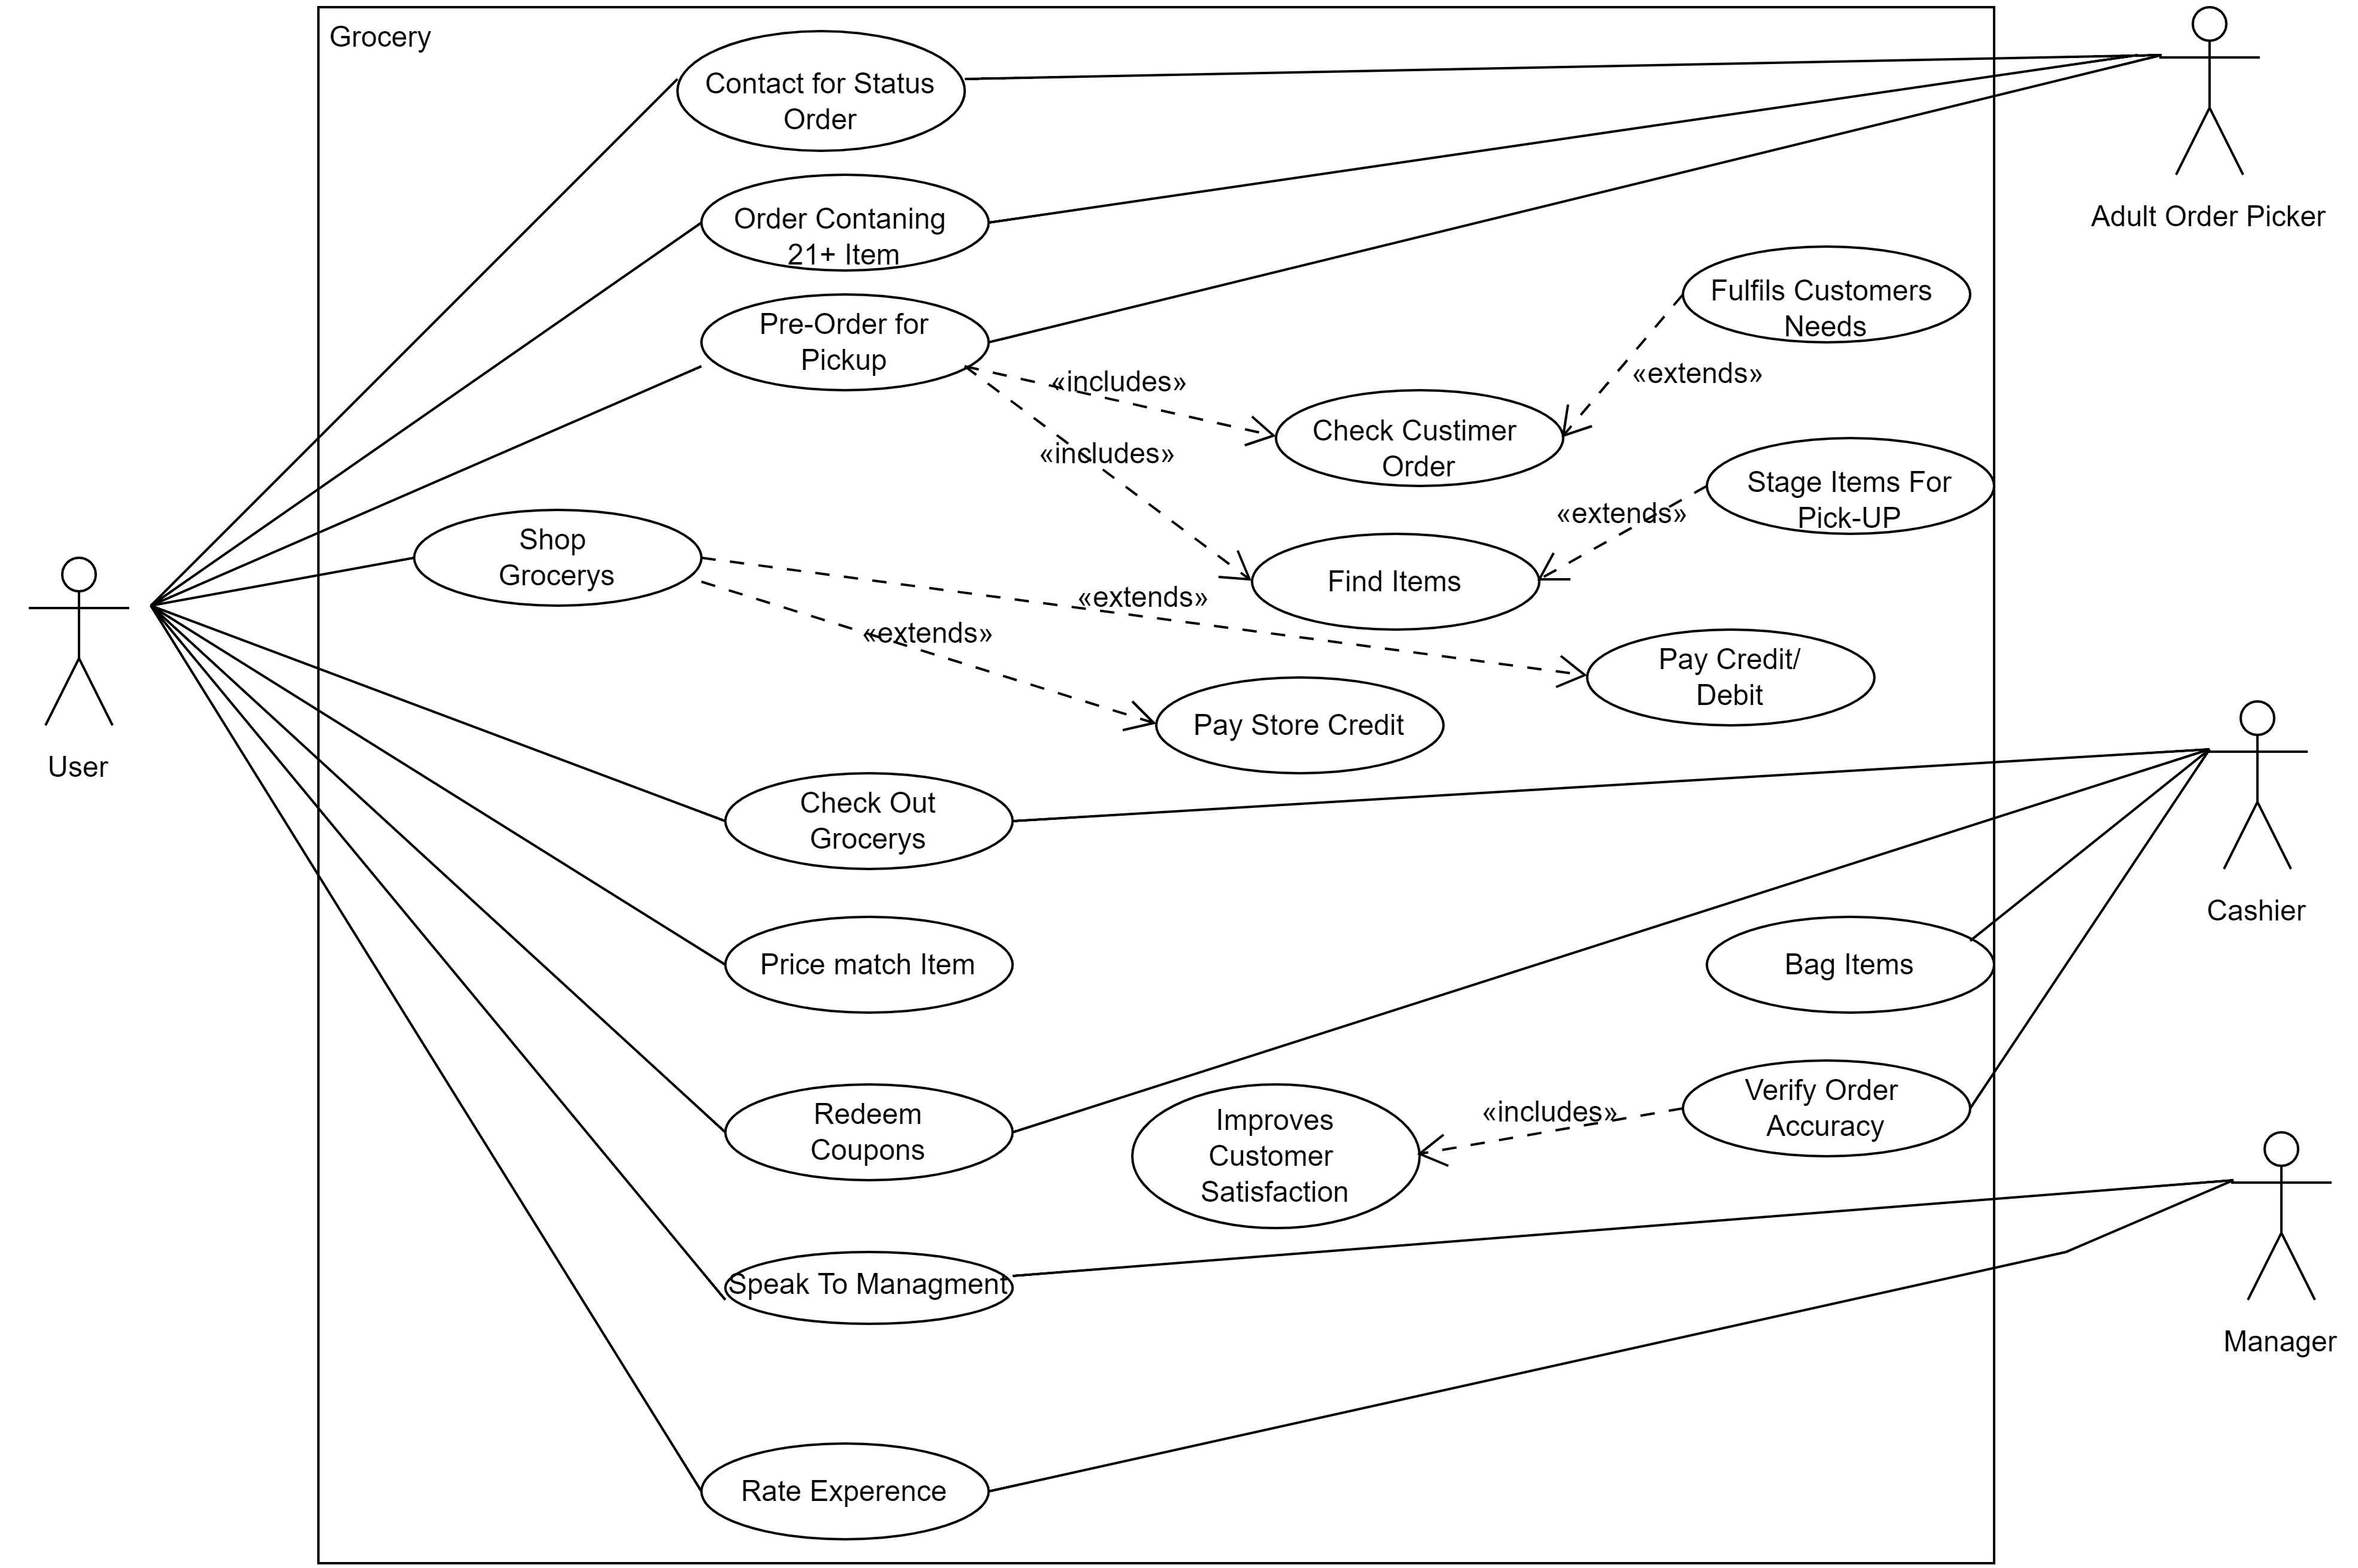 Grocery
Contact for Status
Order
Adult Order Picker
Order Contaning
21+ Item
Fulfils Customers
Needs
Pre-Order for
Pickup
«includes»
«extends»
Check Custimer
Order
«includes»
Stage Items For
Pick-UP
«extends»
Shop
Grocerys
Find Items
«extends»
«extends»
Pay Credit/
Debit
Pay Store Credit
User
Check Out
Grocerys
Cashier
Price match Item
Bag Items
Redeem
Coupons
Improves
Customer
Satisfaction
«includes»
Verify Order
Accuracy
Speak To Managment
Manager
Rate Experence